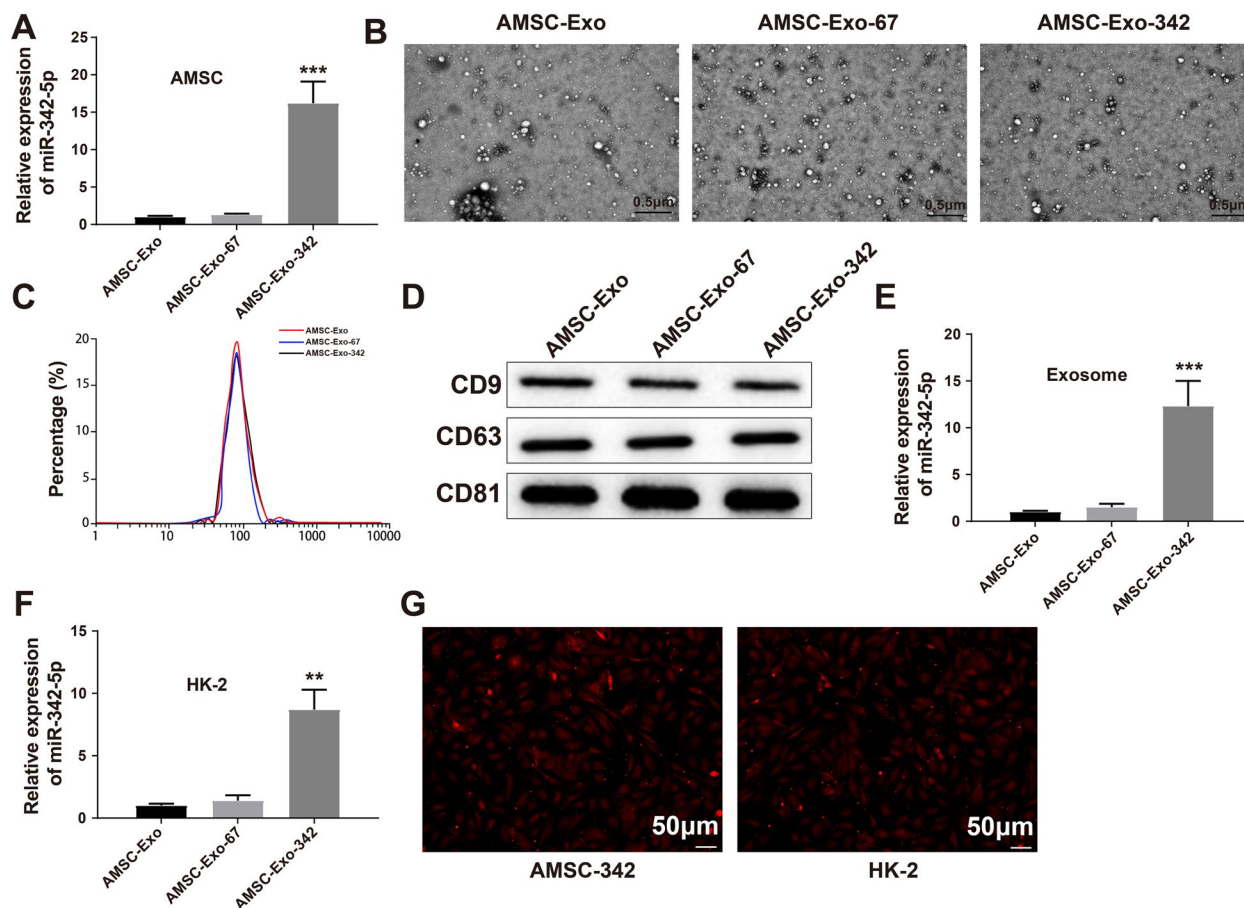 A
Relative expression
of miR-342-5p
25
20
15
10
5
0
AMSC
***
AMSC-Exo
AMSC-Exo-67
AMSC-Exo-342
B
AMSC-Exo
AMSC-Exo-67
AMSC-Exo-342
0.5μm
0.5μm
0.5μm
C
Percentage (%)
20
15
10
5
0
AMSC-Exo
AMSC-Exo-67
AMSC-Exo-342
1
10
100
1000
10000
D
AMSC-Exo
AMSC-Exo-67
AMSC-Exo-342
CD9
CD63
CD81
E
Relative expression
of miR-342-5p
20
15
10
5
0
Exosome
***
AMSC-Exo
AMSC-Exo-67
AMSC-Exo-342
F
Relative expression
of miR-342-5p
15
10
5
0
HK-2
**
AMSC-Exo
AMSC-Exo-67
AMSC-Exo-342
G
50μm
50μm
AMSC-342
HK-2